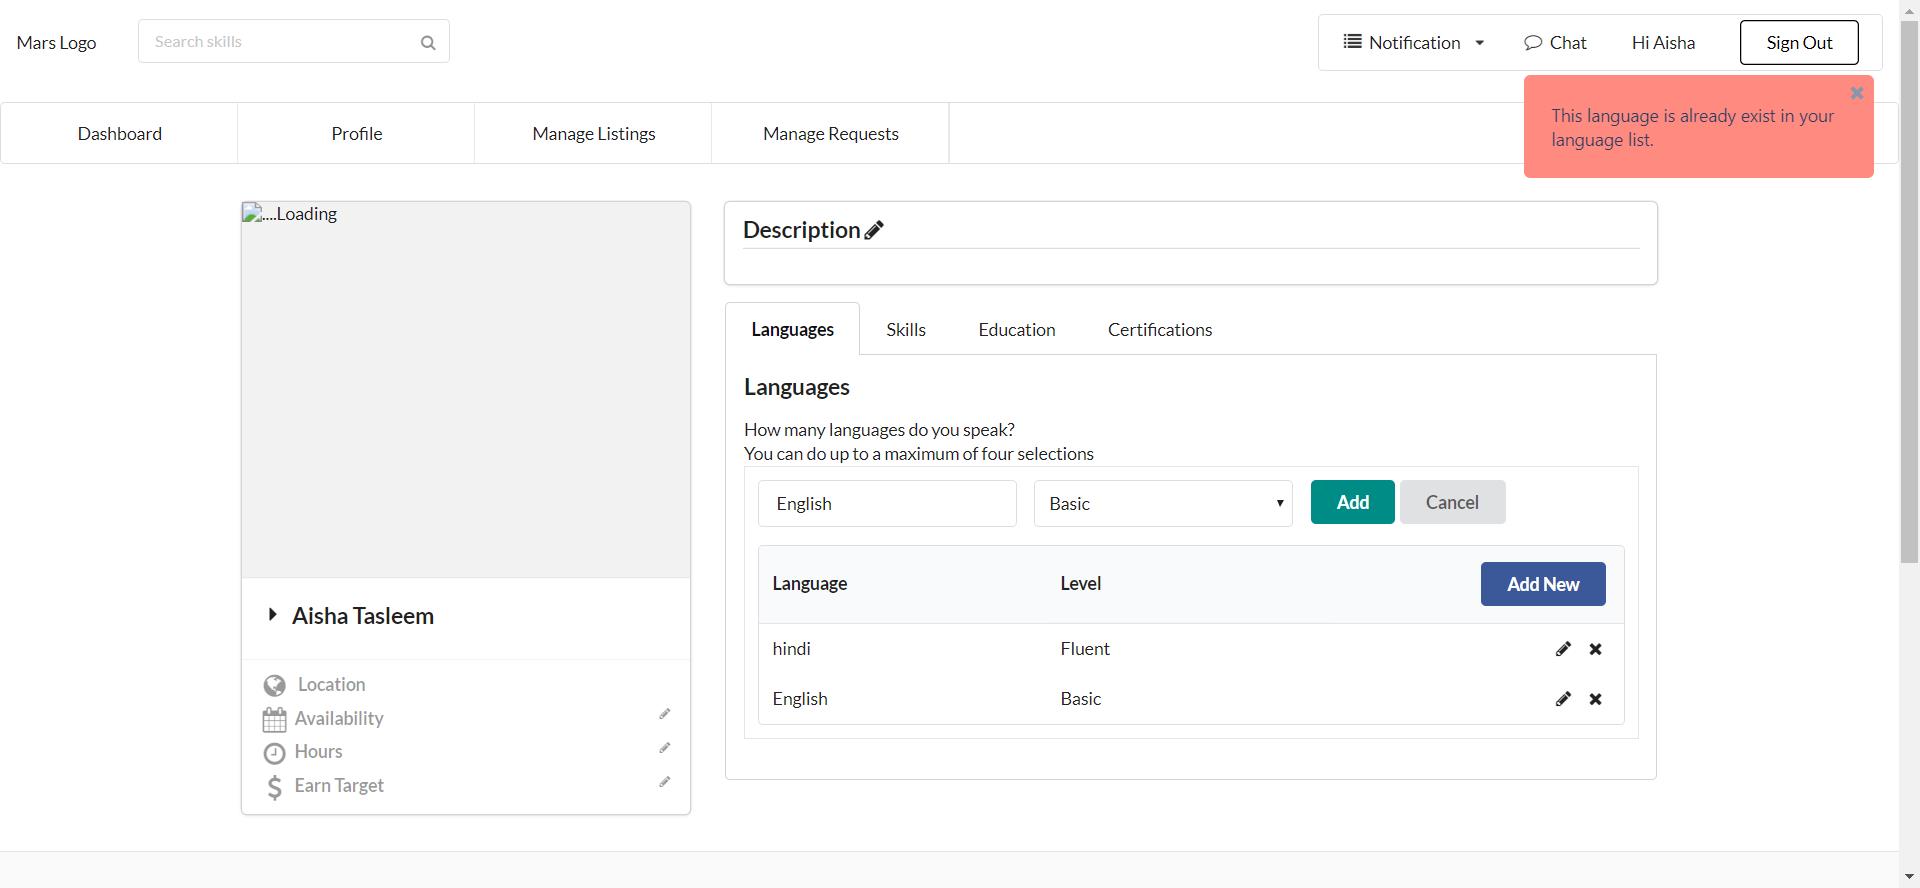 Mars Logo
Search skills
Notification
Chat
Hi Aisha
Sign Out
This language is already exist in your
language list.
Dashboard
Profile
Manage Listings
Manage Requests
....Loading
Aisha Tasleem
Location
Availability
Hours
Earn Target
Description
Languages
Skills
Education
Certifications
Languages
How many languages do you speak?
You can do up to a maximum of four selections
English
Basic
Add
Cancel
Language
Level
Add New
hindi
Fluent
English
Basic